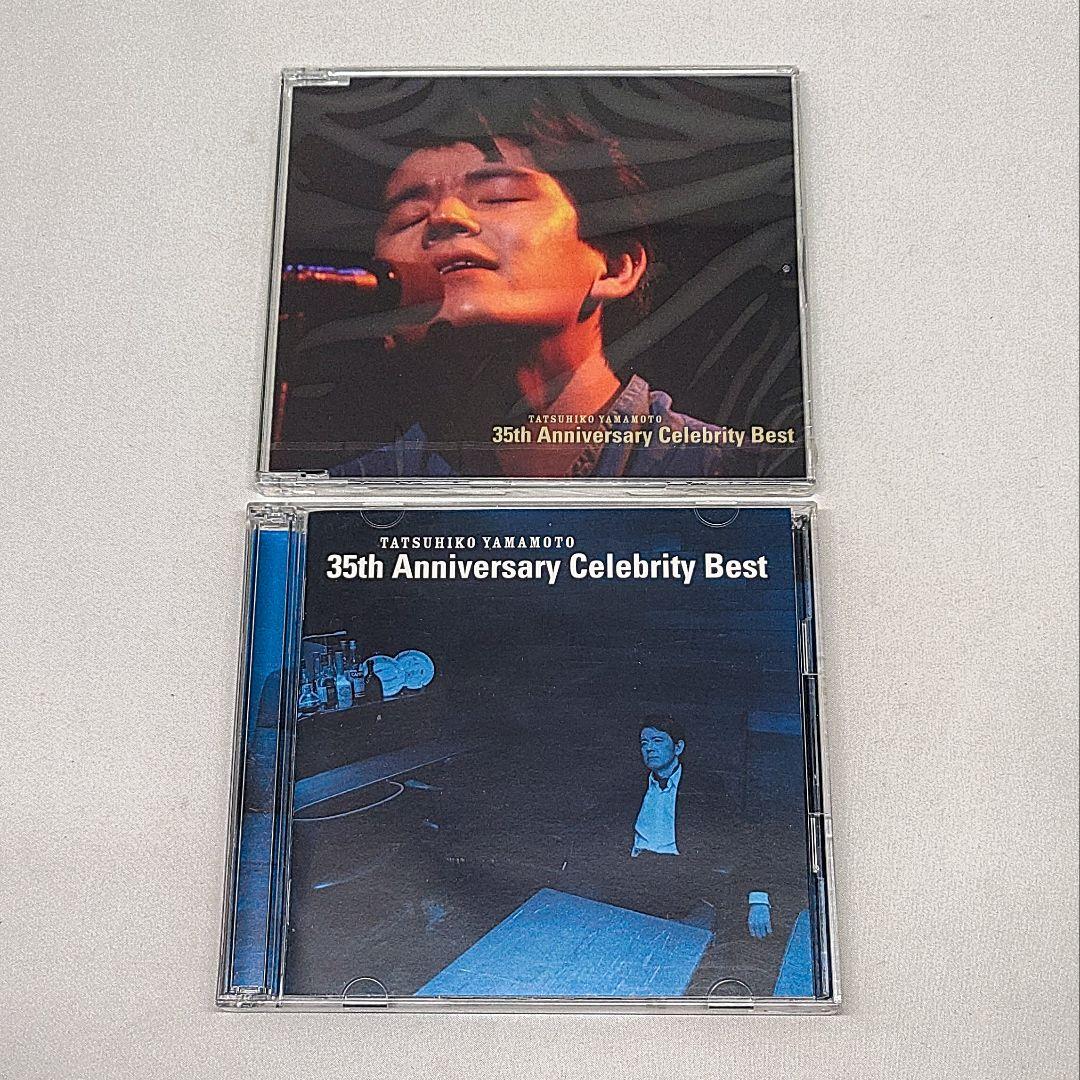 TATSUHIKO YAMAMOTO
35th Anniversary Celebrity Best
TATSUHIKO YAMAMOTO
35th Anniversary Celebrity Best